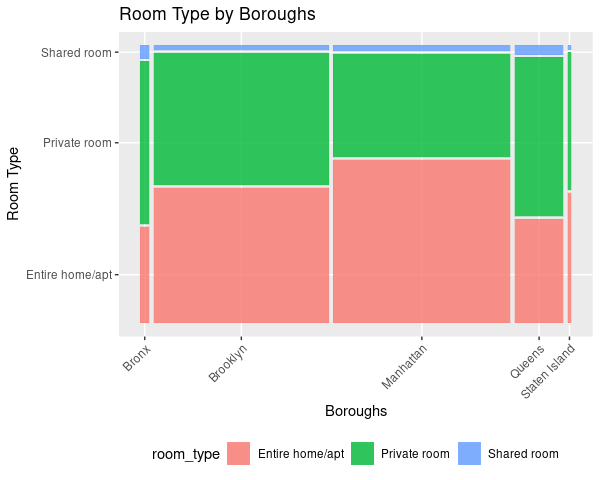 Room Type by Boroughs
Room Type
Shared room
Private room
Entire home/apt
Bronx
Brooklyn
Manhattan
Queens
Staten Island
Boroughs
room_type Entire home/apt Private room Shared room